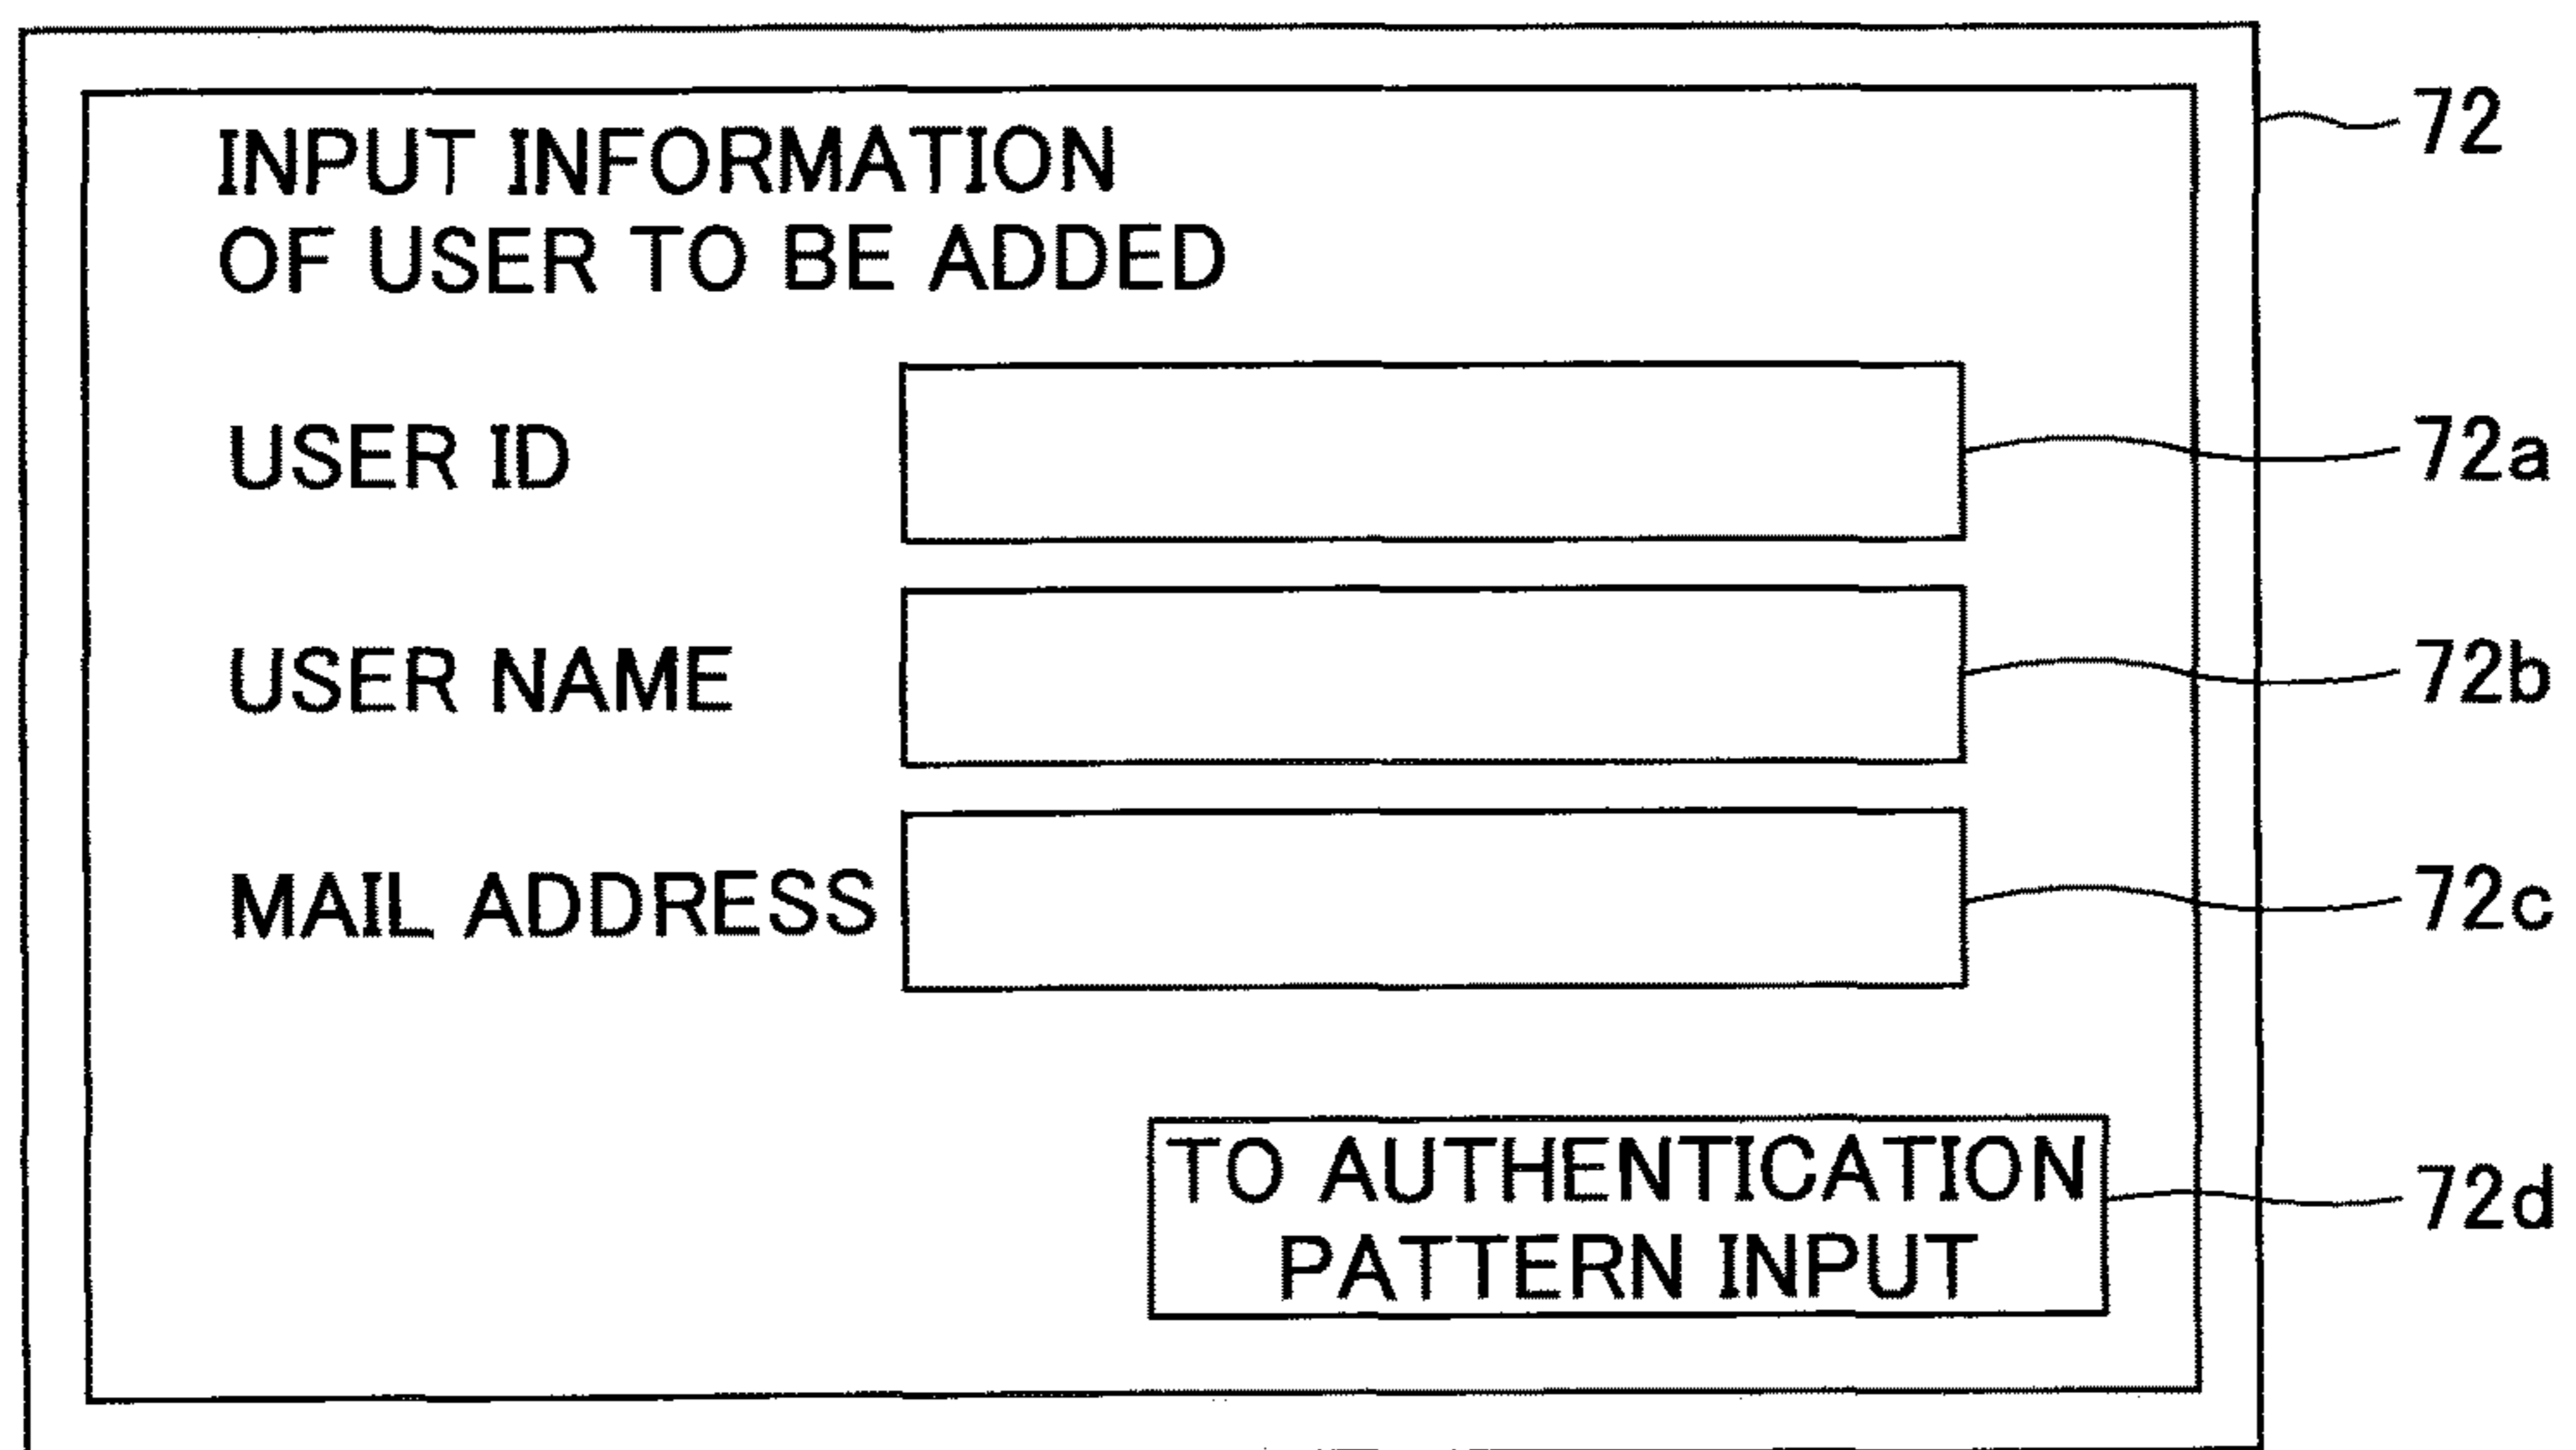 INPUT INFORMATION
OF USER TO BE ADDED
72
USER ID
72a
USER NAME
72b
MAIL ADDRESS
72c
TO AUTHENTICATION
PATTERN INPUT
72d